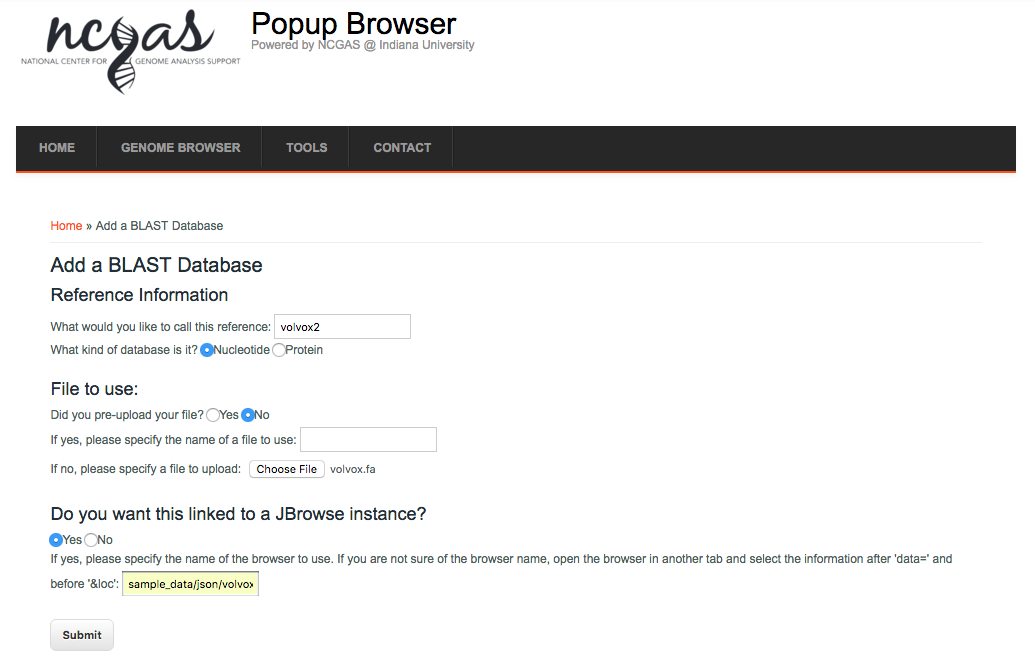 ncgas
NATIONAL CENTER FOR GENOME ANALYSIS SUPPORT
Popup Browser
Powered by NCGAS @ Indiana University
HOME GENOME BROWSER TOOLS CONTACT
Home » Add a BLAST Database
Add a BLAST Database
Reference Information
What would you like to call this reference: volvox2
What kind of database is it? Nucleotide Protein
File to use:
Did you pre-upload your file? Yes No
If yes, please specify the name of a file to use:
If no, please specify a file to upload: Choose File volvox.fa
Do you want this linked to a JBrowse instance?
Yes No
If yes, please specify the name of the browser to use. If you are not sure of the browser name, open the browser in another tab and select the information after 'data=' and
before '&loc': sample_data/json/volvox
Submit